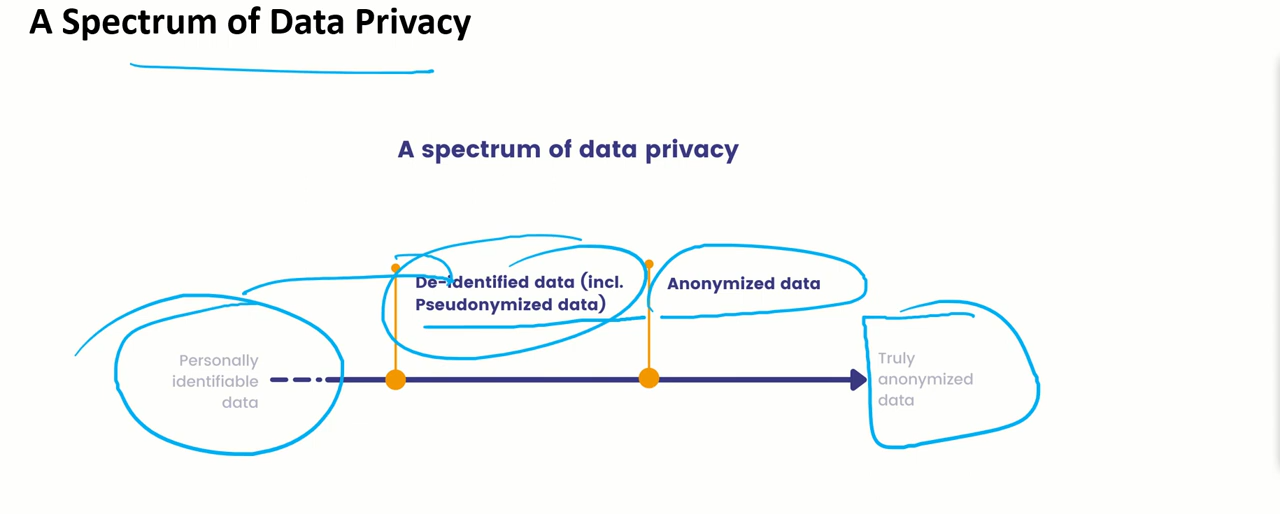 A Spectrum of Data Privacy
A spectrum of data privacy
De-identified data (incl.
Pseudonymized data)
Anonymized data
Personally
identifiable
data
Truly
anonymized
data